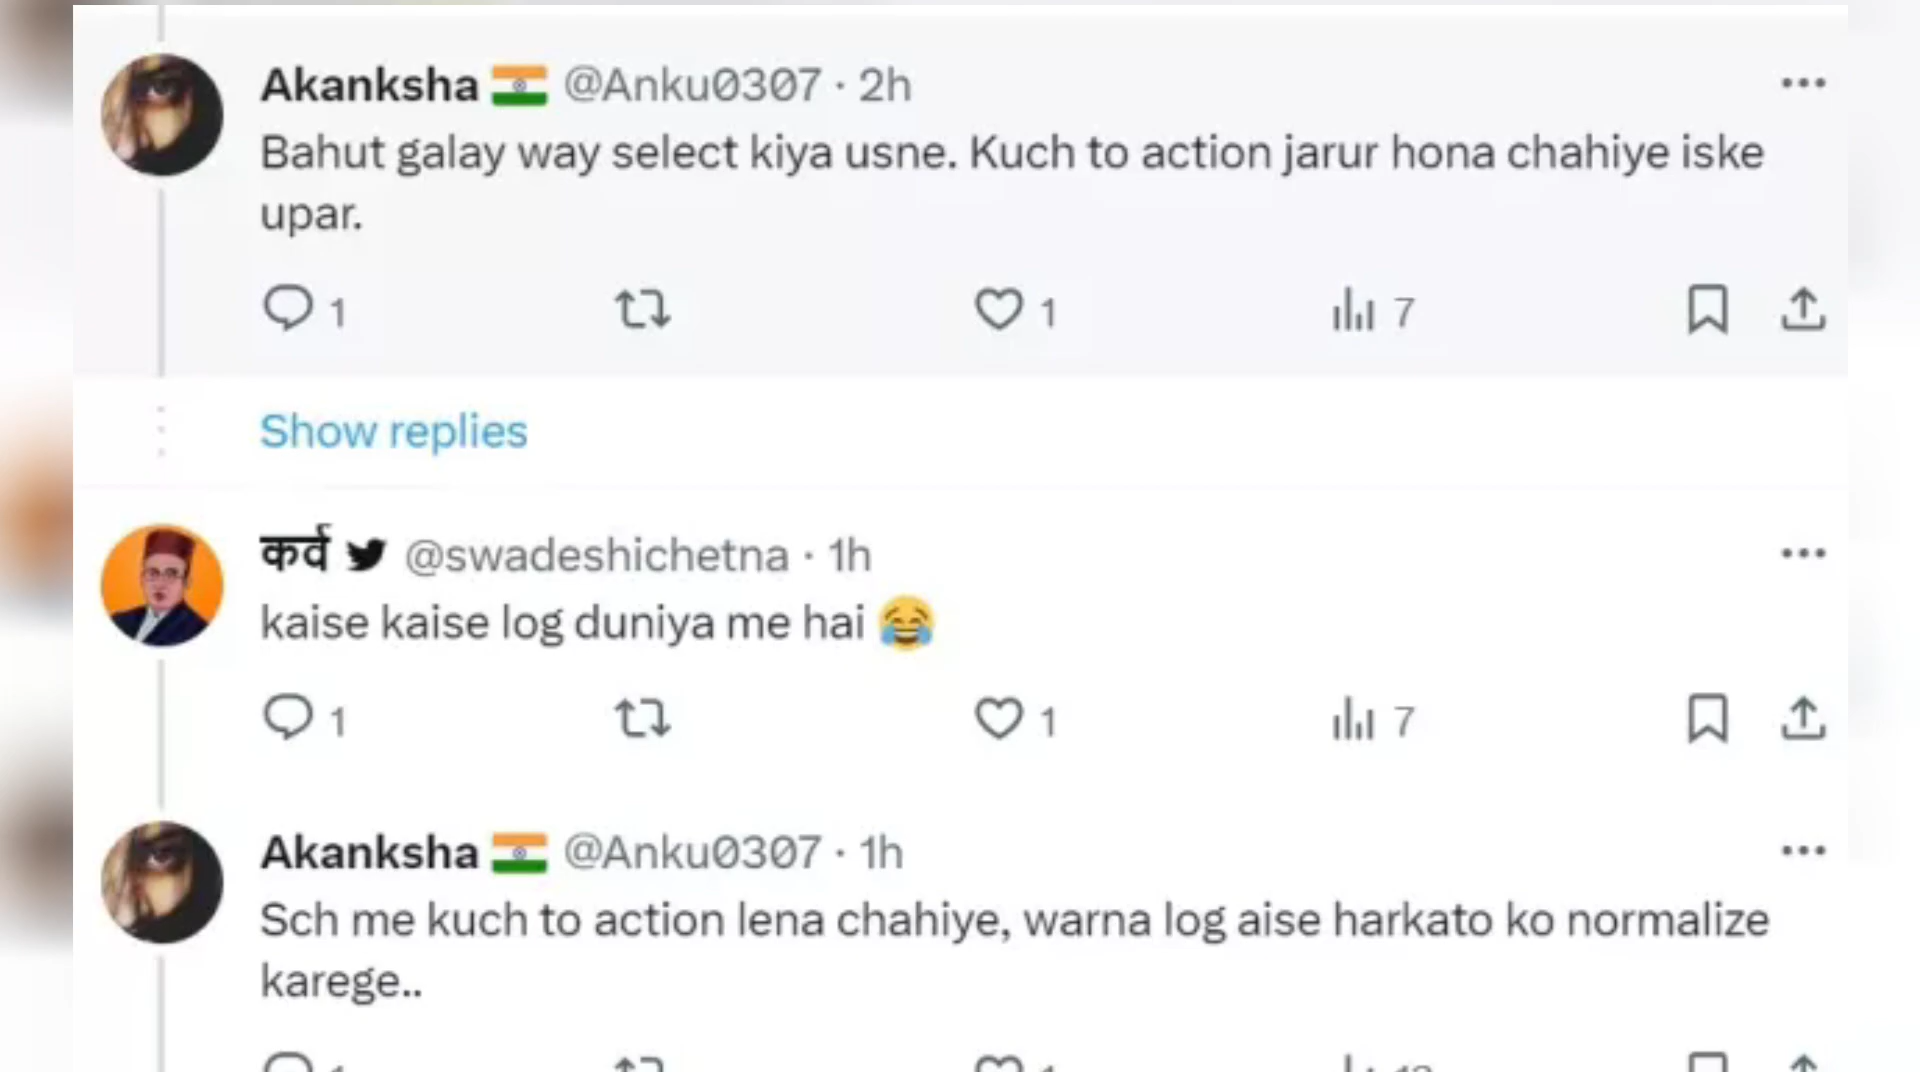 Akanksha 🇮🇳 @Anku0307 · 2h
Bahut galay way select kiya usne. Kuch to action jarur hona chahiye iske
upar.
1 1 7
Show replies
कर्व @swadeshichetna · 1h
kaise kaise log duniya me hai 😂
1 1 7
Akanksha 🇮🇳 @Anku0307 · 1h
Sch me kuch to action lena chahiye, warna log aise harkato ko normalize
karege..